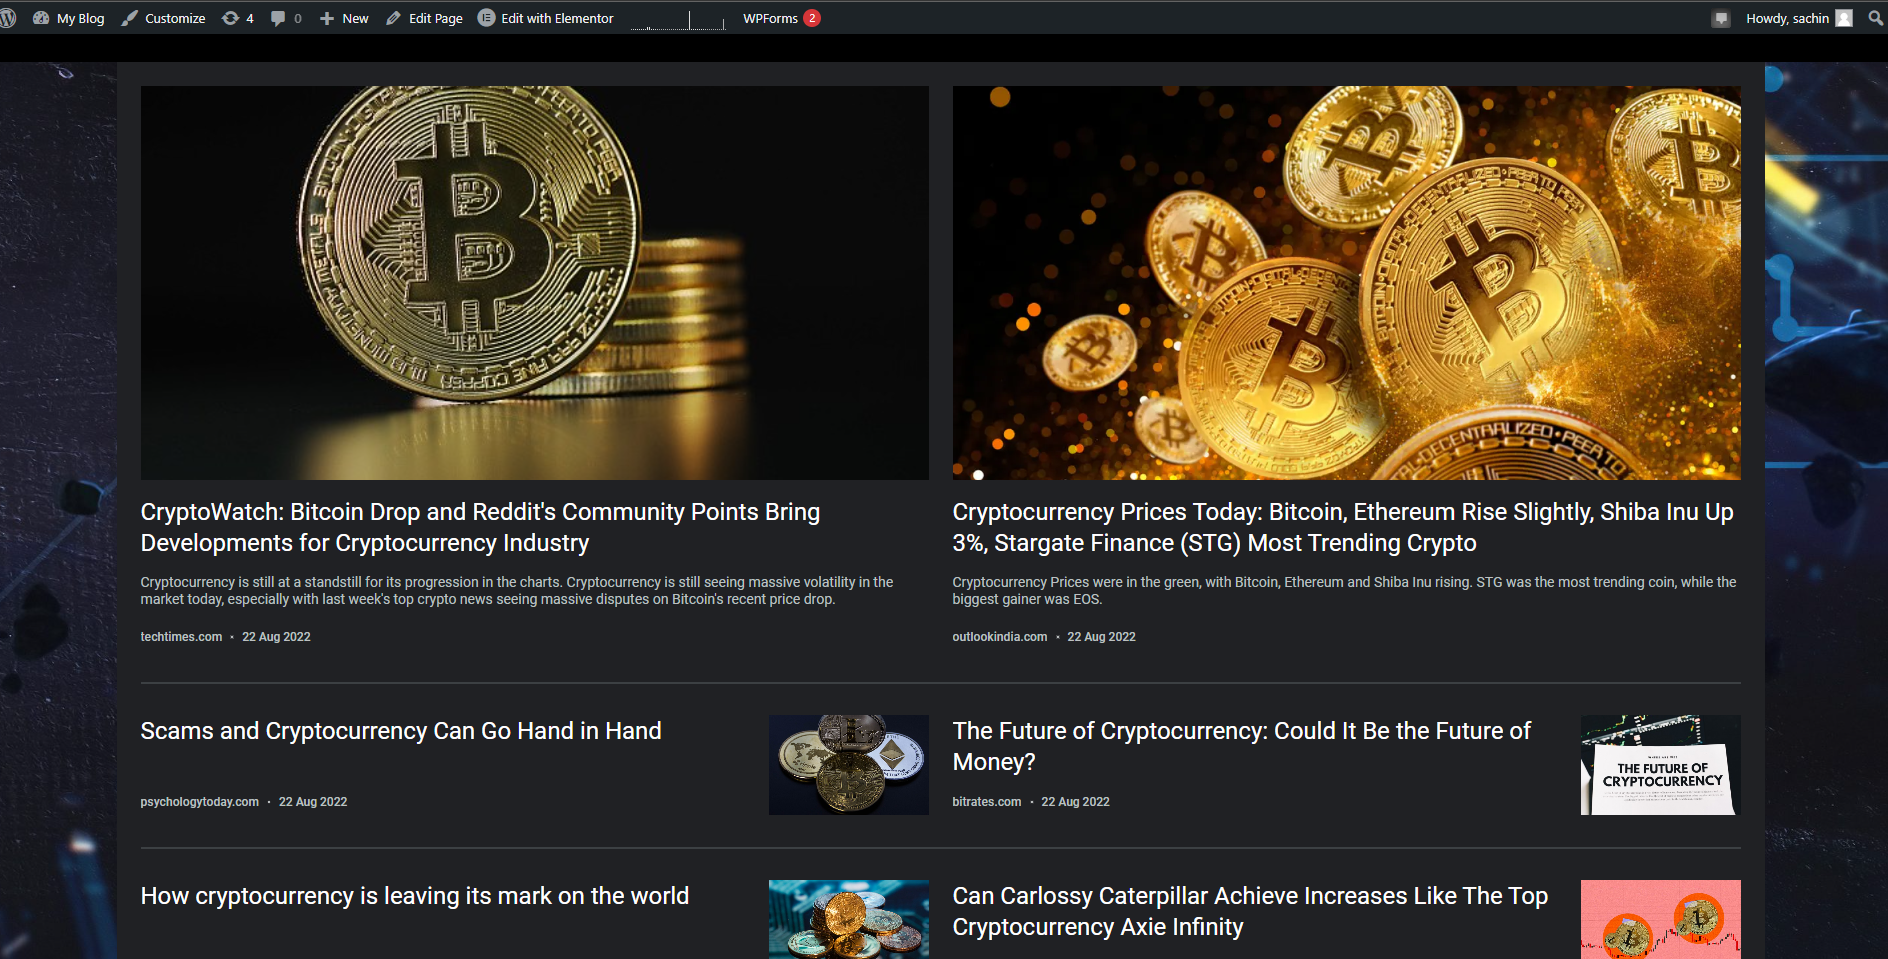 My Blog Customize 4 0 New Edit Page Edit with Elementor WPForms 2 Howdy, sachin
CryptoWatch: Bitcoin Drop and Reddit's Community Points Bring
Developments for Cryptocurrency Industry
Cryptocurrency is still at a standstill for its progression in the charts. Cryptocurrency is still seeing massive volatility in the
market today, especially with last week's top crypto news seeing massive disputes on Bitcoin's recent price drop.
techtimes.com • 22 Aug 2022
Cryptocurrency Prices Today: Bitcoin, Ethereum Rise Slightly, Shiba Inu Up
3%, Stargate Finance (STG) Most Trending Crypto
Cryptocurrency Prices were in the green, with Bitcoin, Ethereum and Shiba Inu rising. STG was the most trending coin, while the
biggest gainer was EOS.
outlookindia.com • 22 Aug 2022
Scams and Cryptocurrency Can Go Hand in Hand
psychologytoday.com • 22 Aug 2022
The Future of Cryptocurrency: Could It Be the Future of
Money?
bitrates.com • 22 Aug 2022
THE FUTURE OF
CRYPTOCURRENCY
How cryptocurrency is leaving its mark on the world
Can Carlossy Caterpillar Achieve Increases Like The Top
Cryptocurrency Axie Infinity